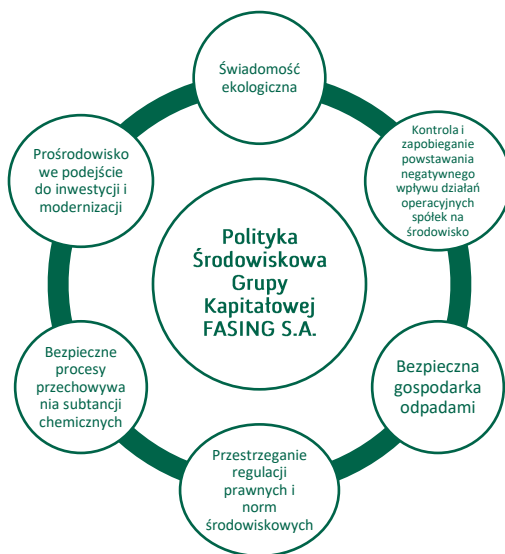 Świadomość
ekologiczna
Kontrola i
zapobieganie
powstawania
negatywnego
wpływu działań
operacyjnych
spółek na
środowisko
Bezpieczna
gospodarka
odpadami
Przestrzeganie
regulacji
prawnych i
norm
środowiskowych
Bezpieczne
procesy
przechowywa
nia subtancji
chemicznych
Prośrodowisko
we podejście
do inwestycji i
modernizacji
Polityka
Środowiskowa
Grupy
Kapitałowej
FASING S.A.